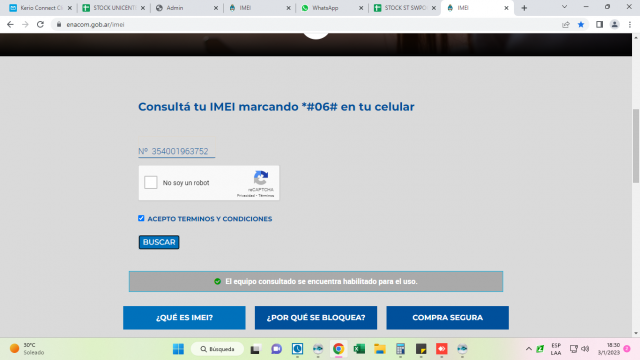 Kerio Connect Cl
STOCK UNICENT
Admin
IMEI
WhatsApp
STOCK ST SWPO
IMEI
enacom.gob.ar/imei
Consultá tu IMEI marcando *#06# en tu celular
Nº 354001963752
No soy un robot
reCAPTCHA
Privacidad - Términos
ACEPTO TERMINOS Y CONDICIONES
BUSCAR
El equipo consultado se encuentra habilitado para el uso.
¿QUÉ ES IMEI?
¿POR QUÉ SE BLOQUEA?
COMPRA SEGURA
30°C
Soleado
Búsqueda
ESP
LAA
18:30
3/1/2023